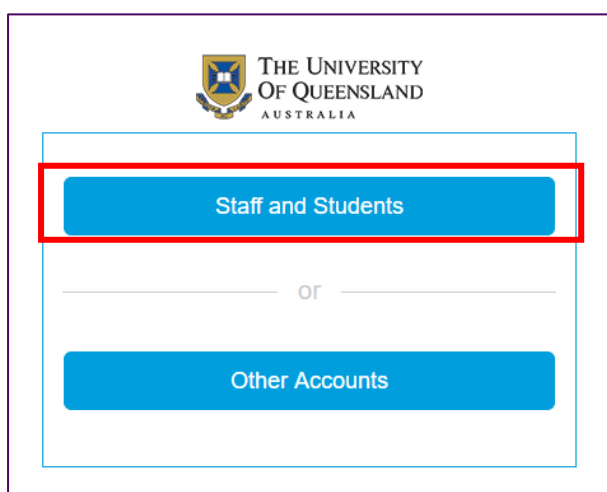 THE UNIVERSITY
OF QUEENSLAND
AUSTRALIA
Staff and Students
or
Other Accounts